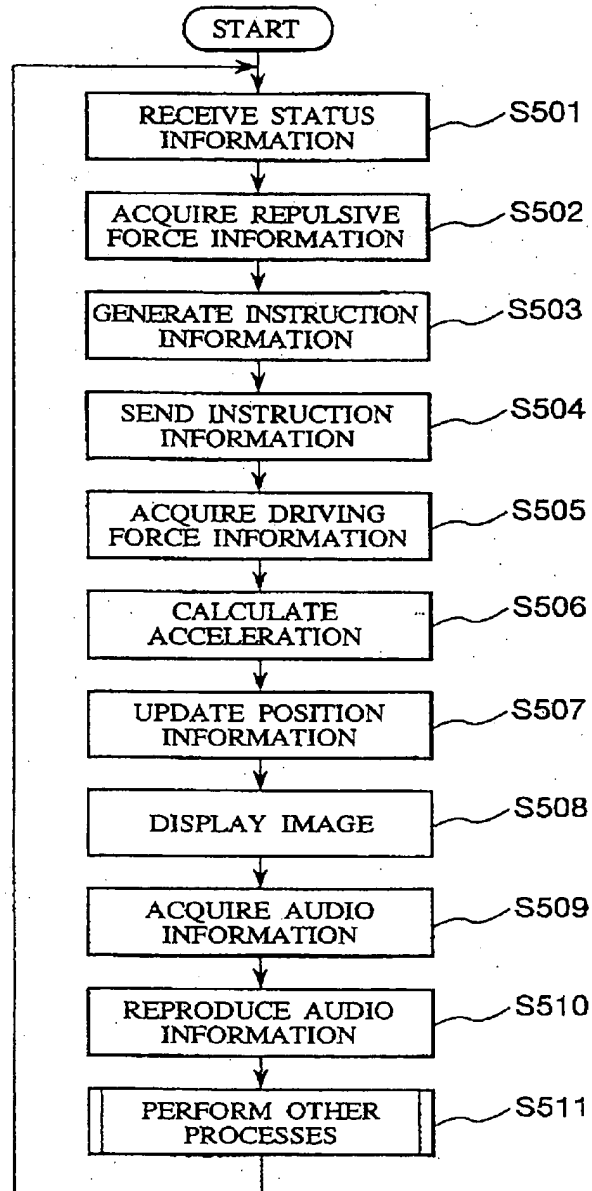 START
RECEIVE STATUS
INFORMATION
S501
ACQUIRE REPULSIVE
FORCE INFORMATION
S502
GENERATE INSTRUCTION
INFORMATION
S503
SEND INSTRUCTION
INFORMATION
S504
ACQUIRE DRIVING
FORCE INFORMATION
S505
CALCULATE
ACCELERATION
S506
UPDATE POSITION
INFORMATION
S507
DISPLAY IMAGE
S508
ACQUIRE AUDIO
INFORMATION
S509
REPRODUCE AUDIO
INFORMATION
S510
PERFORM OTHER
PROCESSES
S511